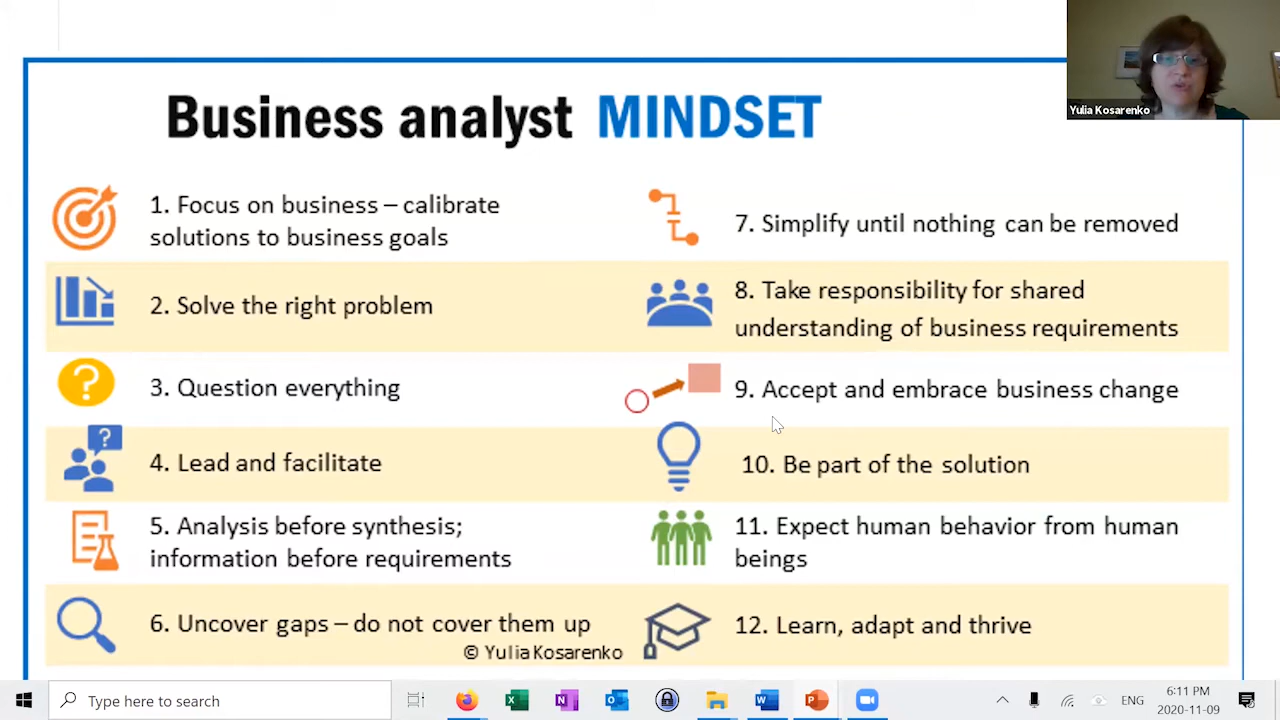 Yulia Kosarenko
Business analyst MINDSET
1. Focus on business – calibrate
solutions to business goals
2. Solve the right problem
3. Question everything
4. Lead and facilitate
5. Analysis before synthesis;
information before requirements
6. Uncover gaps – do not cover them up
© Yulia Kosarenko
7. Simplify until nothing can be removed
8. Take responsibility for shared
understanding of business requirements
9. Accept and embrace business change
10. Be part of the solution
11. Expect human behavior from human
beings
12. Learn, adapt and thrive
Type here to search
ENG
6:11 PM
2020-11-09